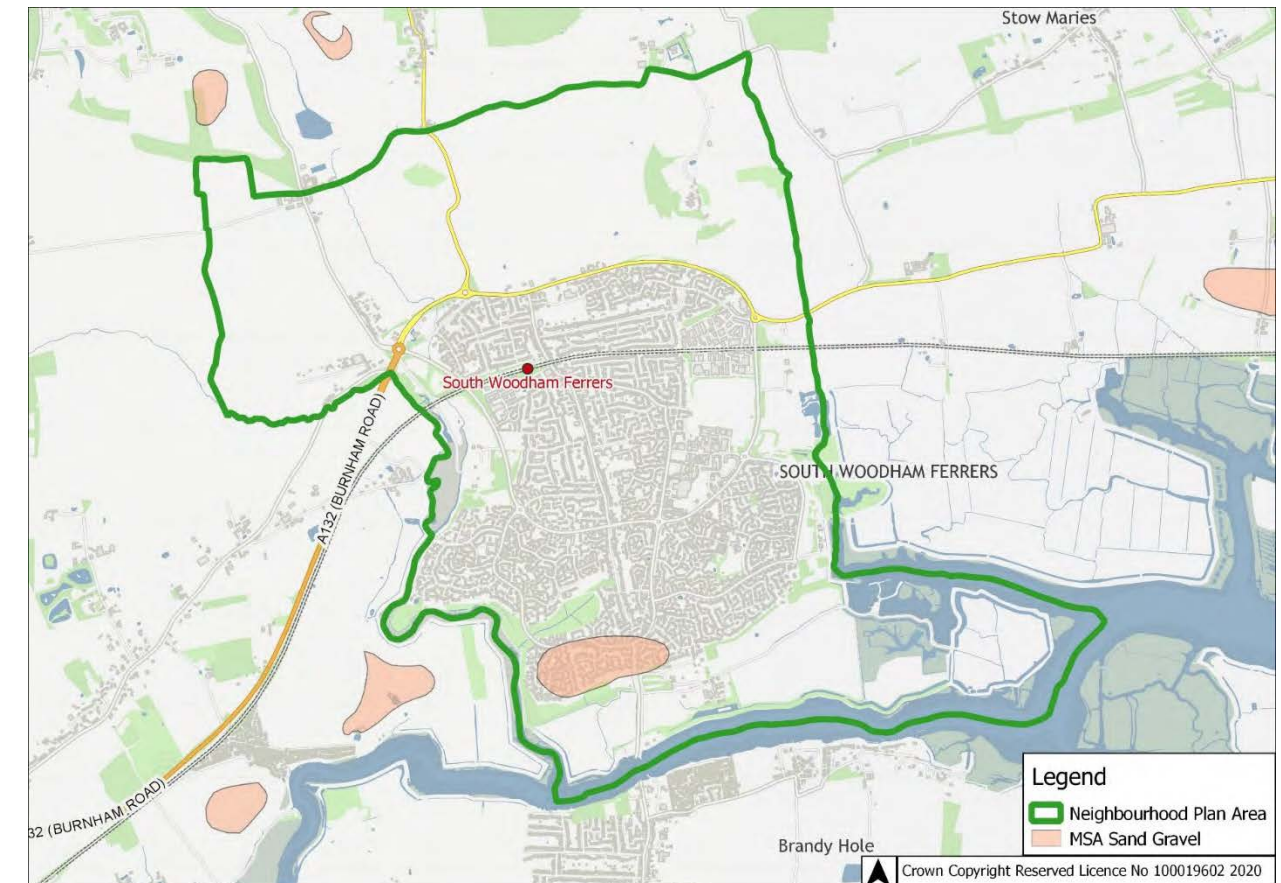 Stow Maries
South Woodham Ferrers
A132 (BURNHAM ROAD)
SOUTH WOODHAM FERRERS
32 (BURNHAM ROAD)
Brandy Hole
Legend
Neighbourhood Plan Area
MSA Sand Gravel
Crown Copyright Reserved Licence No 100019602 2020